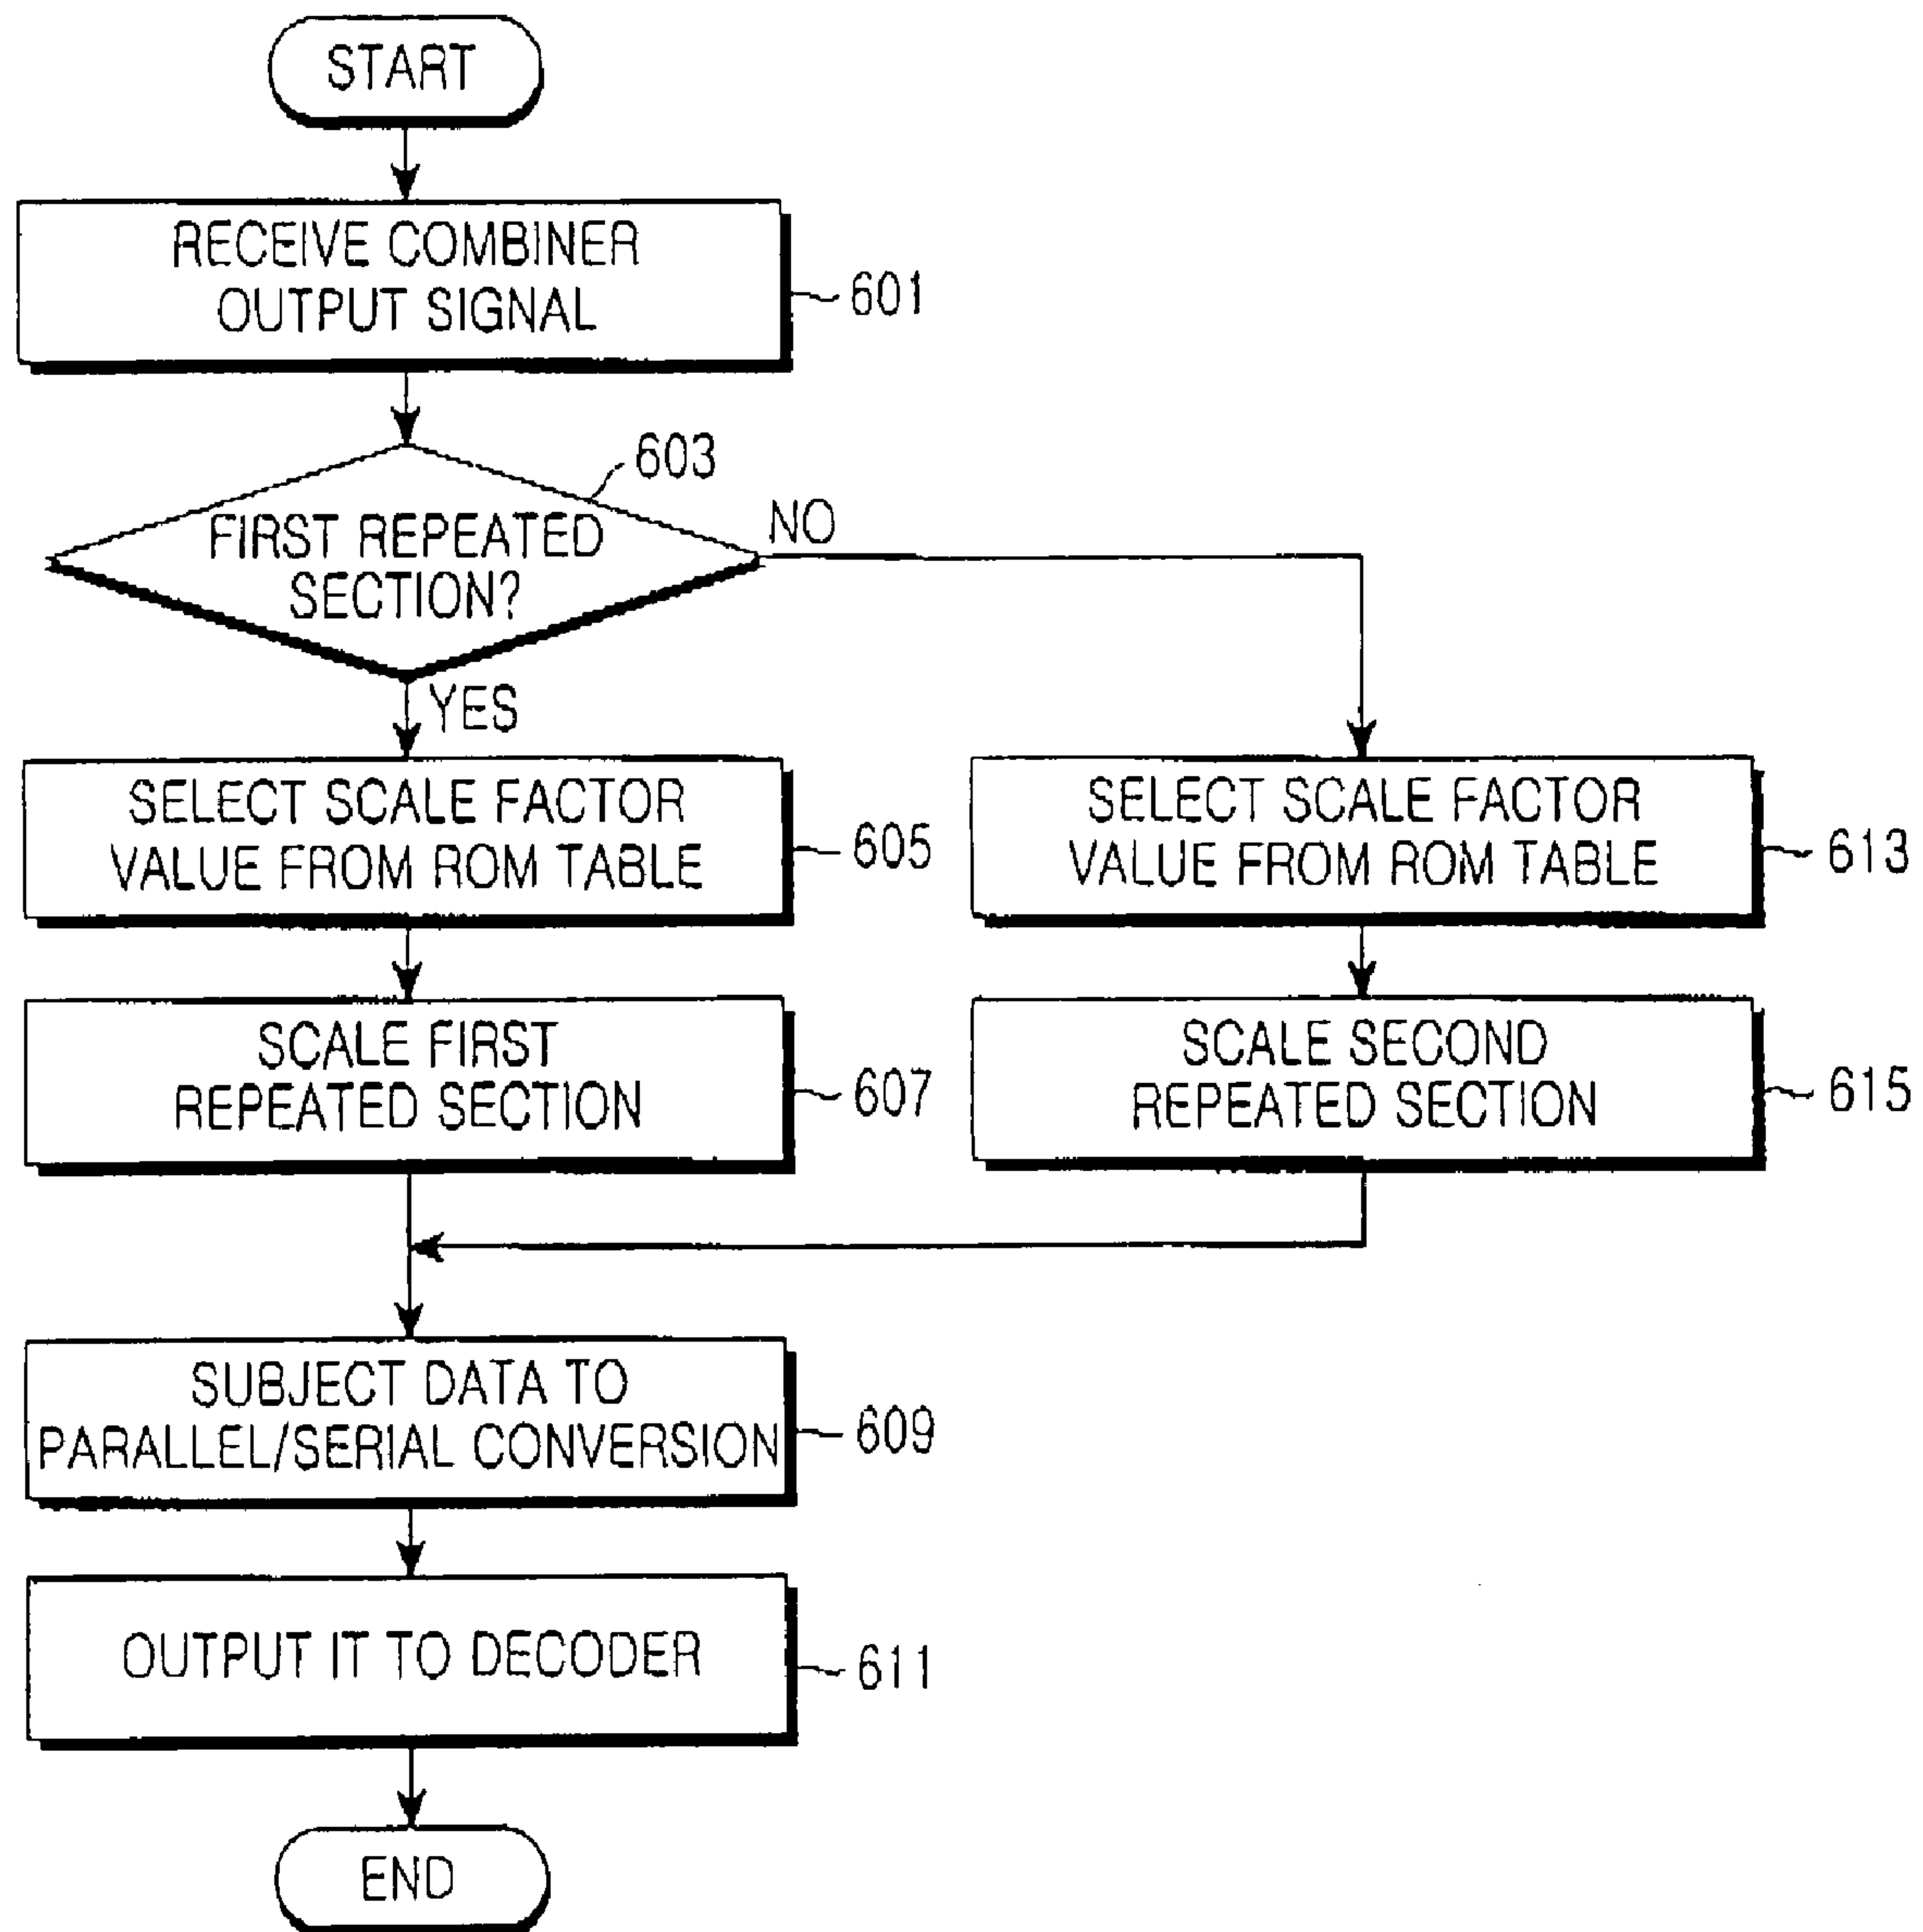 START
RECEIVE COMBINER
OUTPUT SIGNAL
601
603
FIRST REPEATED
SECTION?
NO
YES
SELECT SCALE FACTOR
VALUE FROM ROM TABLE
605
SELECT SCALE FACTOR
VALUE FROM ROM TABLE
613
SCALE FIRST
REPEATED SECTION
607
SCALE SECOND
REPEATED SECTION
615
SUBJECT DATA TO
PARALLEL/SERIAL CONVERSION
609
OUTPUT IT TO DECODER
611
END